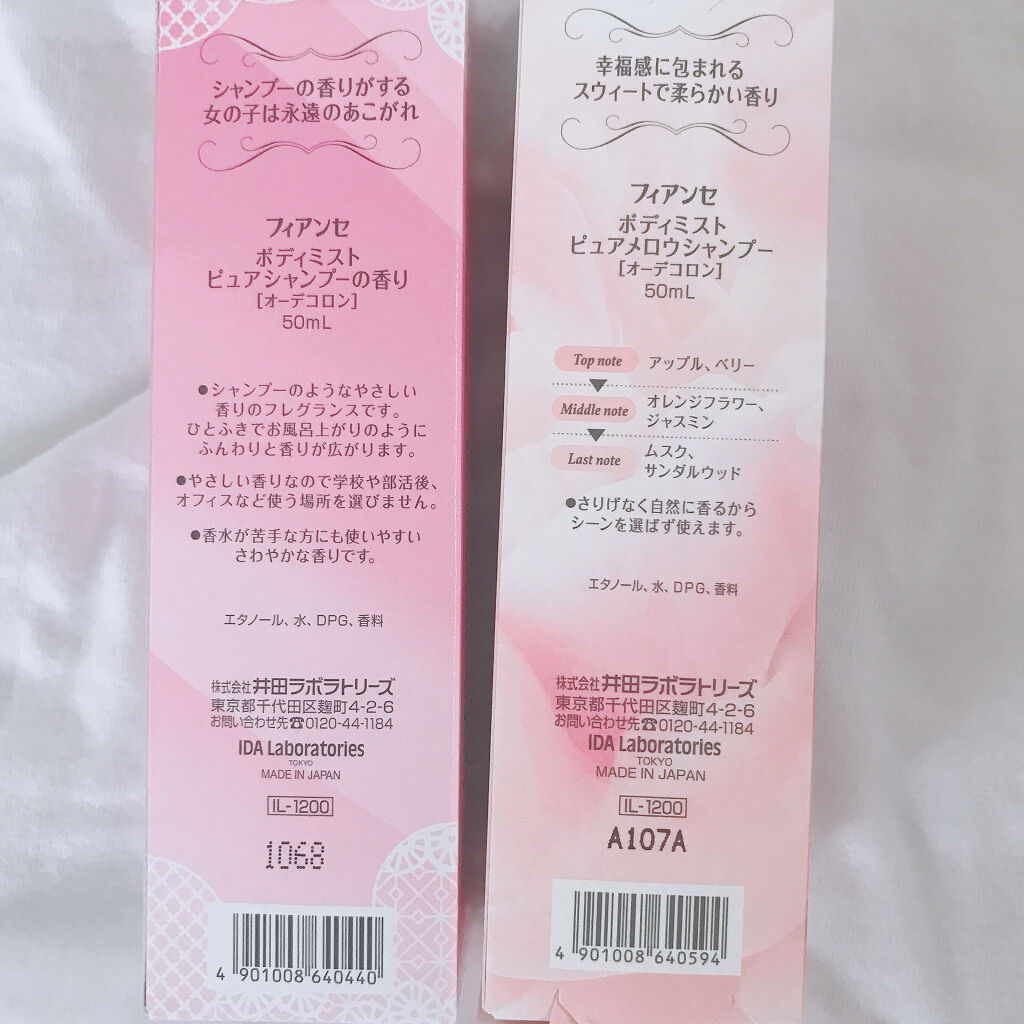 シャンプーの香りがする
女の子は永遠のあこがれ
フィアンセ
ボディミスト
ピュアシャンプーの香り
[オーデコロン]
50mL
●シャンプーのようなやさしい
香りのフレグランスです。
ひとふきでお風呂上がりのように
ふんわりと香りが広がります。
●やさしい香りなので学校や部活後、
オフィスなど使う場所を選びません。
●香水が苦手な方にも使いやすい
さわやかな香りです。
エタノール、水、DPG、香料
株式会社井田ラボラトリーズ
東京都千代田区麹町4-2-6
お問い合わせ先☎0120-44-1184
IDA Laboratories
TOKYO
MADE IN JAPAN
IL-1200
1068
4 901008 640440
幸福感に包まれる
スウィートで柔らかい香り
フィアンセ
ボディミスト
ピュアメロウシャンプー
[オーデコロン]
50mL
Top note アップル、ベリー
Middle note オレンジフラワー、
ジャスミン
Last note ムスク、
サンダルウッド
●さりげなく自然に香るから
シーンを選ばず使えます。
エタノール、水、DPG、香料
株式会社井田ラボラトリーズ
東京都千代田区麹町4-2-6
お問い合わせ先☎0120-44-1184
IDA Laboratories
TOKYO
MADE IN JAPAN
IL-1200
A107A
4 901008 640594